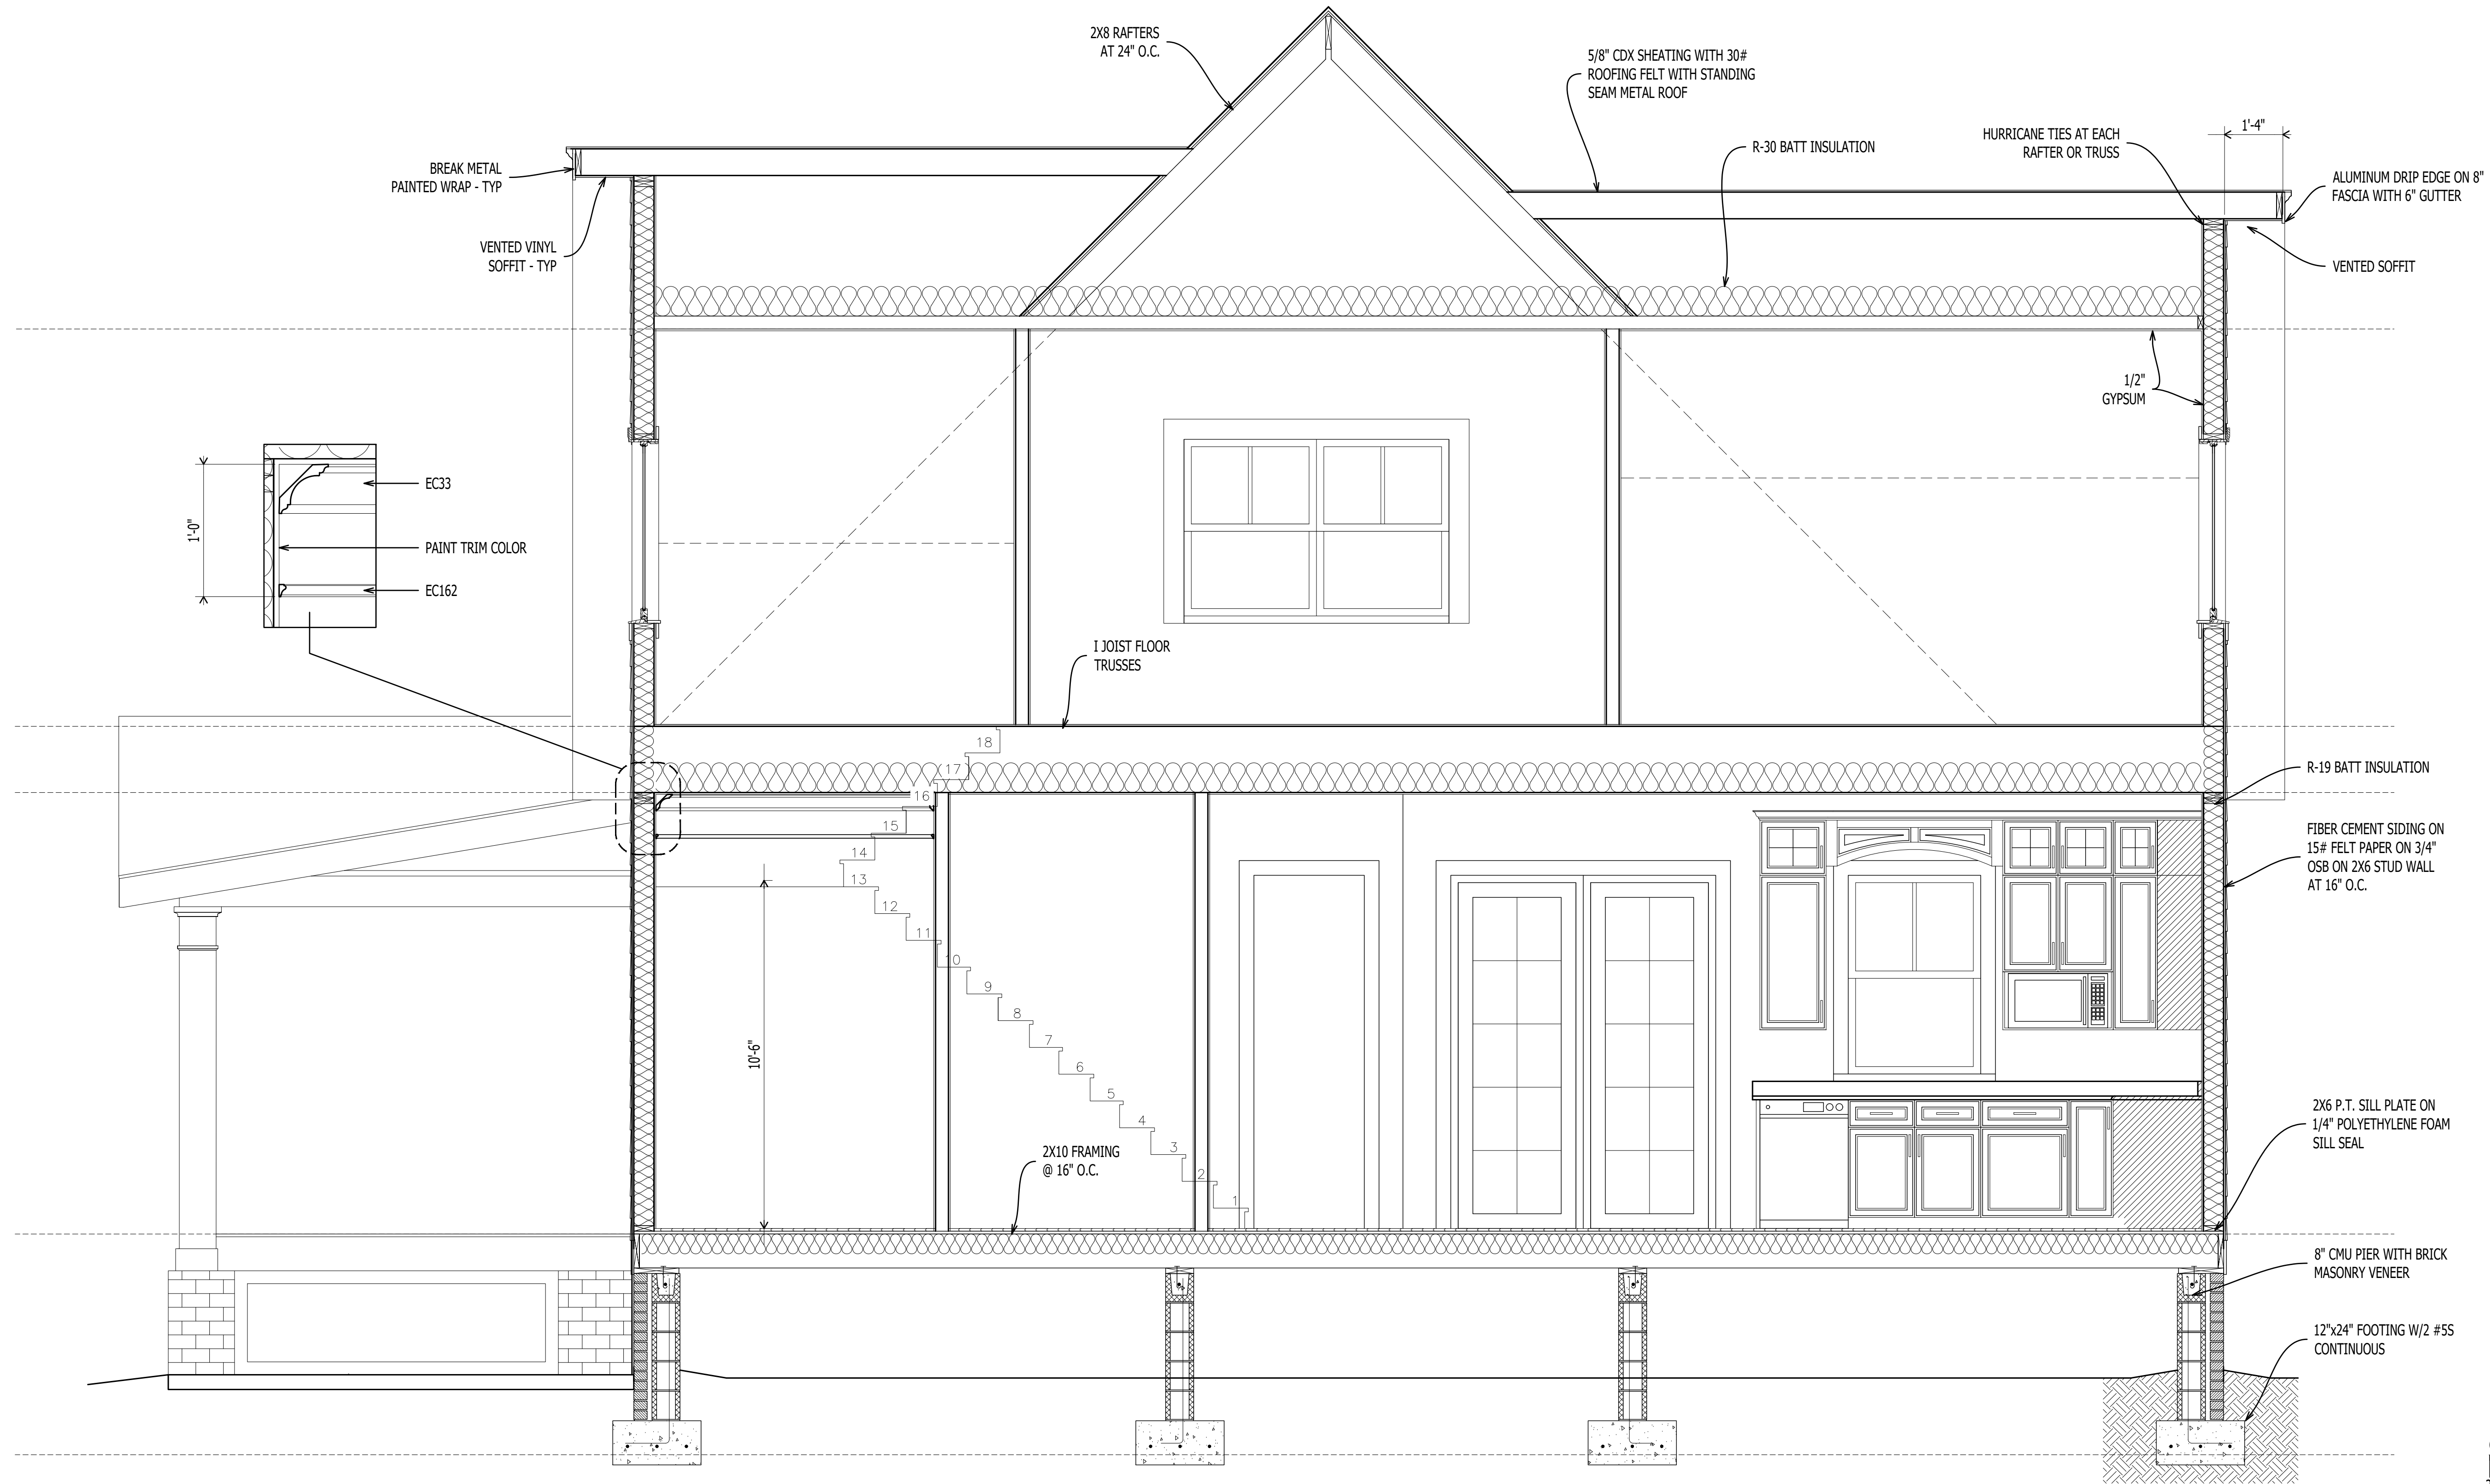 2X8 RAFTERS
AT 24" O.C.
5/8" CDX SHEATING WITH 30#
ROOFING FELT WITH STANDING
SEAM METAL ROOF
1'-4"
HURRICANE TIES AT EACH
RAFTER OR TRUSS
R-30 BATT INSULATION
BREAK METAL
PAINTED WRAP - TYP
ALUMINUM DRIP EDGE ON 8"
FASCIA WITH 6" GUTTER
VENTED VINYL
SOFFIT - TYP
VENTED SOFFIT
1/2"
GYPSUM
EC33
1'-0"
PAINT TRIM COLOR
EC162
I JOIST FLOOR
TRUSSES
18
17
16
15
14
13
12
11
10
9
8
7
6
5
4
3
2
1
R-19 BATT INSULATION
FIBER CEMENT SIDING ON
15# FELT PAPER ON 3/4"
OSB ON 2X6 STUD WALL
AT 16" O.C.
10'-6"
2X10 FRAMING
@ 16" O.C.
2X6 P.T. SILL PLATE ON
1/4" POLYETHYLENE FOAM
SILL SEAL
8" CMU PIER WITH BRICK
MASONRY VENEER
12"x24" FOOTING W/2 #5S
CONTINUOUS